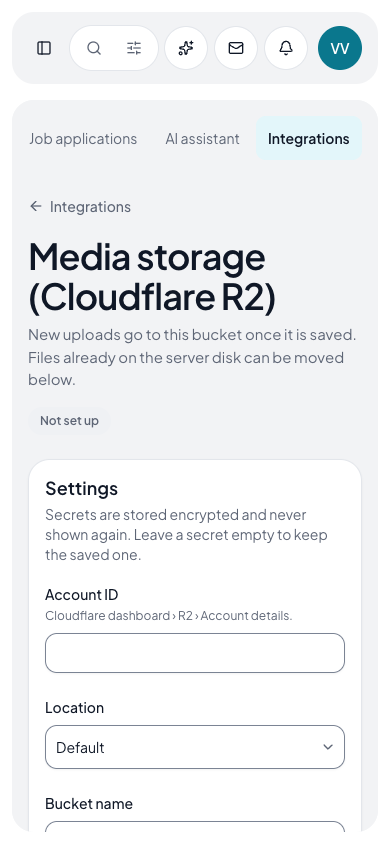 VV
Job applications
AI assistant
Integrations
Integrations
Media storage
(Cloudflare R2)
New uploads go to this bucket once it is saved.
Files already on the server disk can be moved
below.
Not set up
Settings
Secrets are stored encrypted and never
shown again. Leave a secret empty to keep
the saved one.
Account ID
Cloudflare dashboard › R2 › Account details.
Location
Default
Bucket name